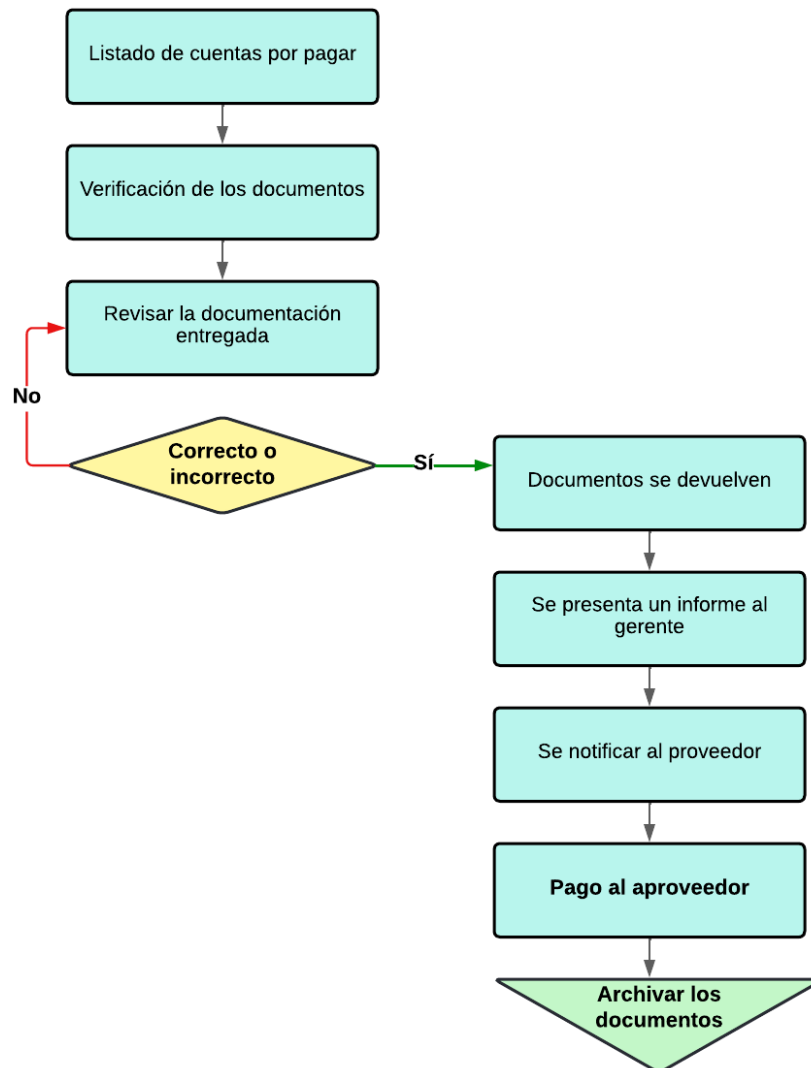 Listado de cuentas por pagar
Verificación de los documentos
Revisar la documentación
entregada
No
Correcto o
incorrecto
Sí
Documentos se devuelven
Se presenta un informe al
gerente
Se notificar al proveedor
Pago al aproveedor
Archivar los
documentos